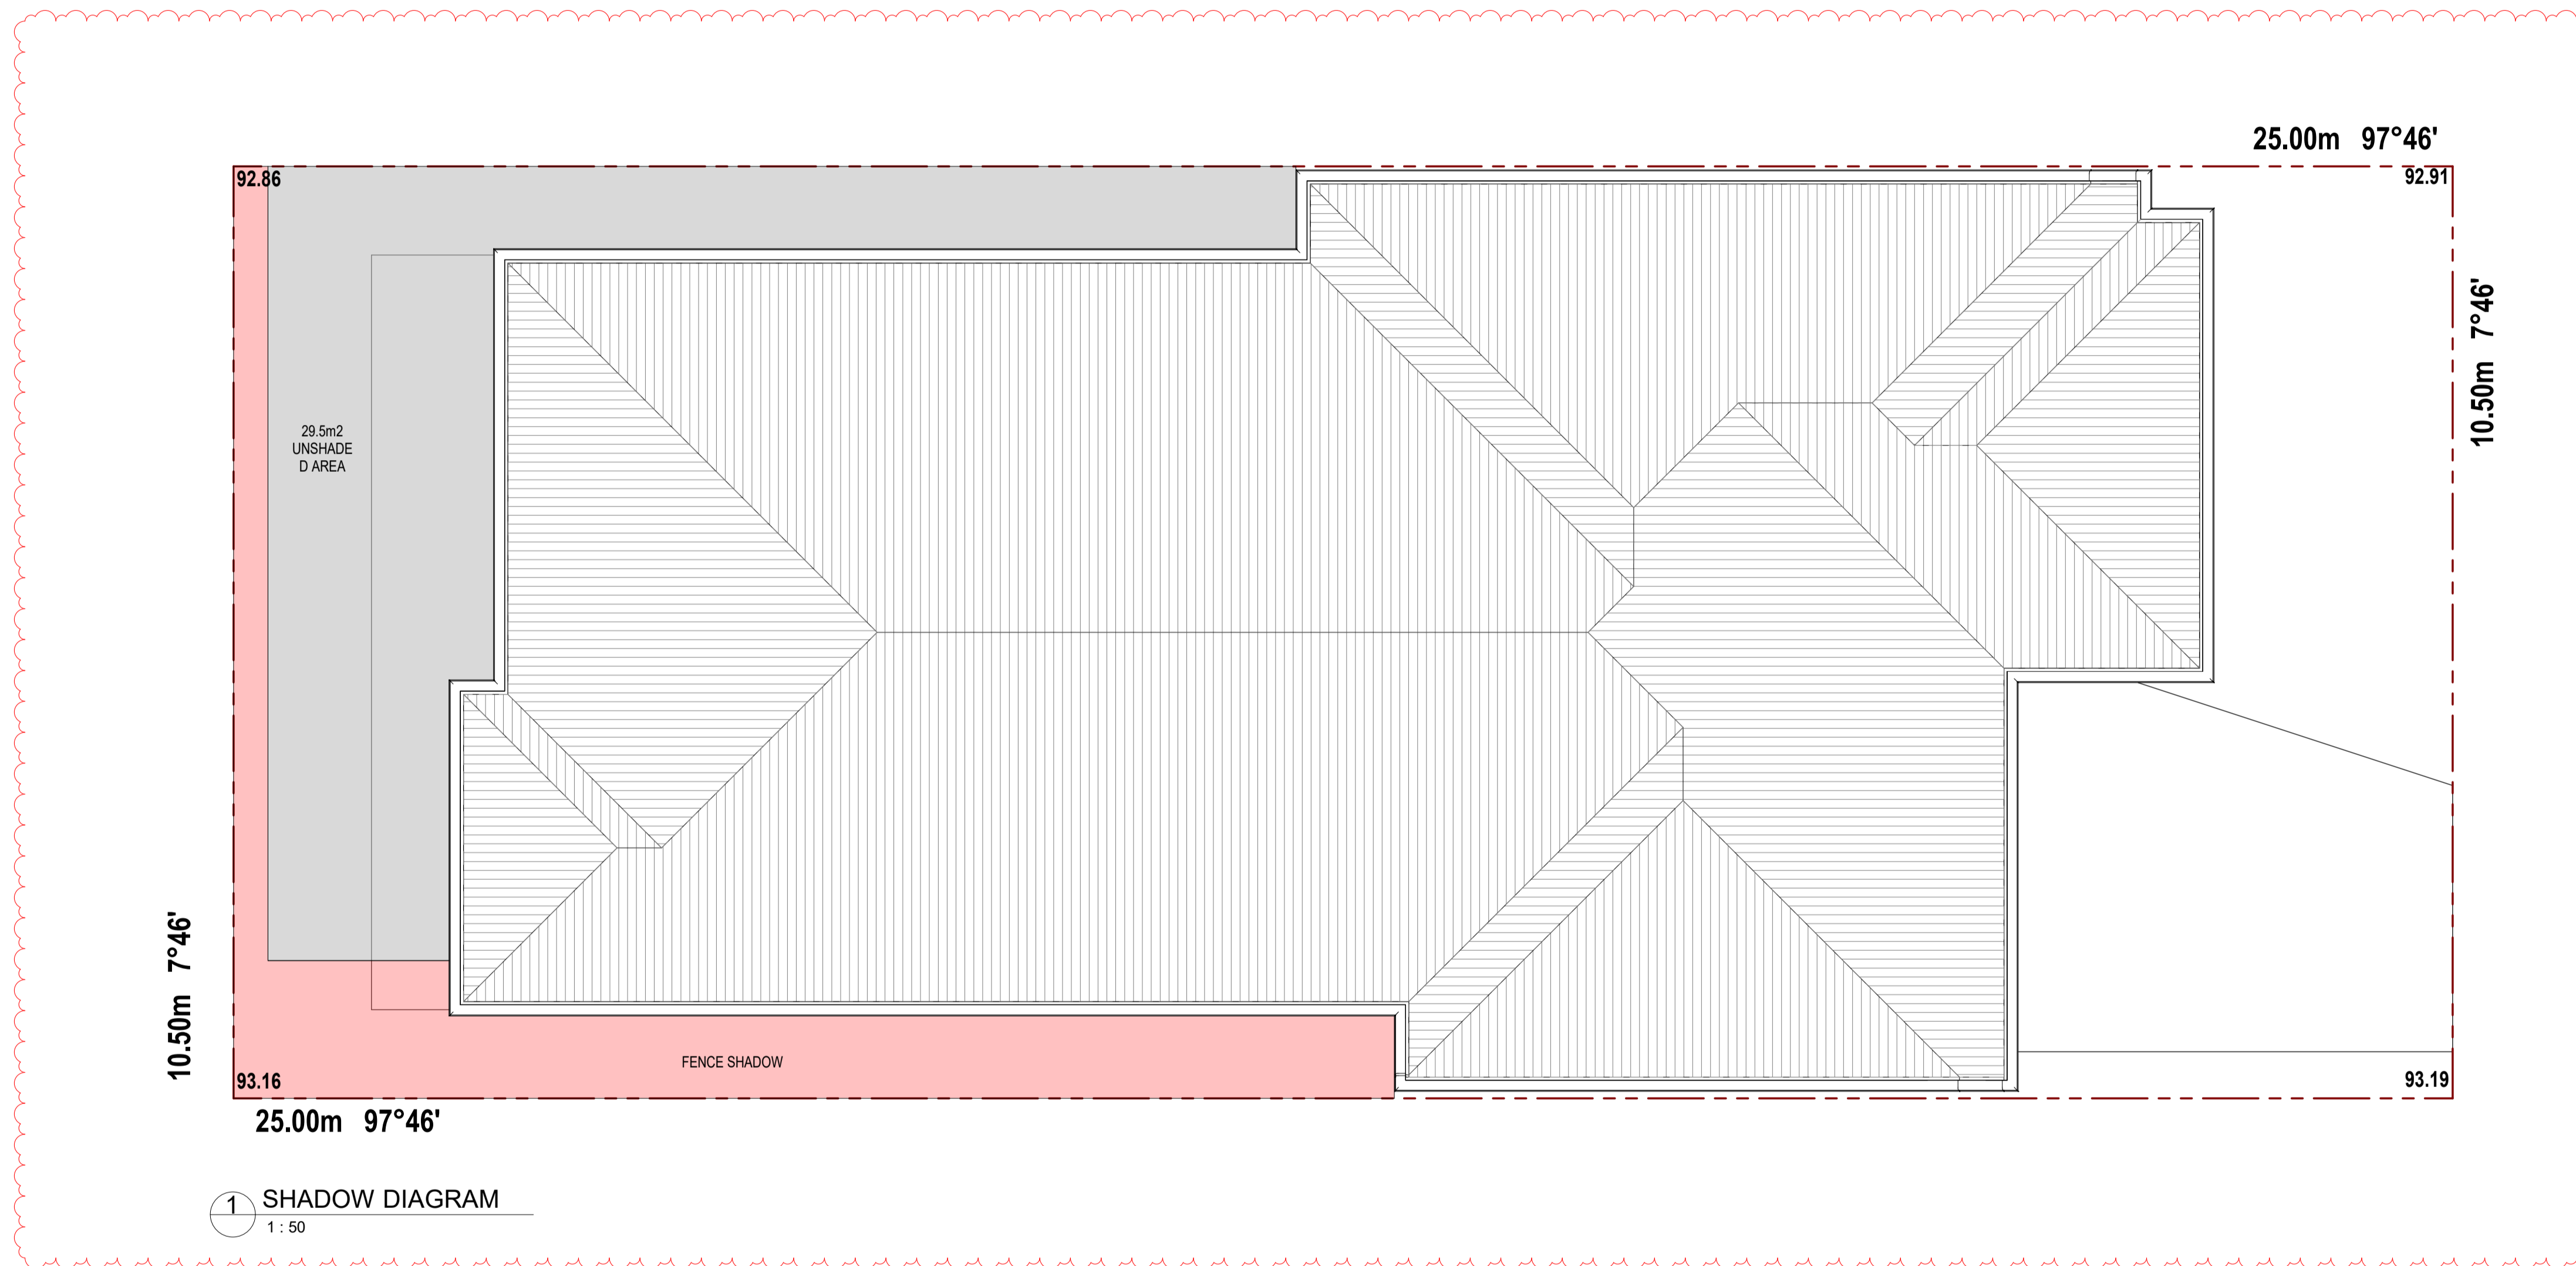 25.00m 97°46'
92.86
92.91
10.50m 7°46'
29.5m2
UNSHADE
D AREA
10.50m 7°46'
FENCE SHADOW
93.16
93.19
25.00m 97°46'
1
SHADOW DIAGRAM
1 : 50